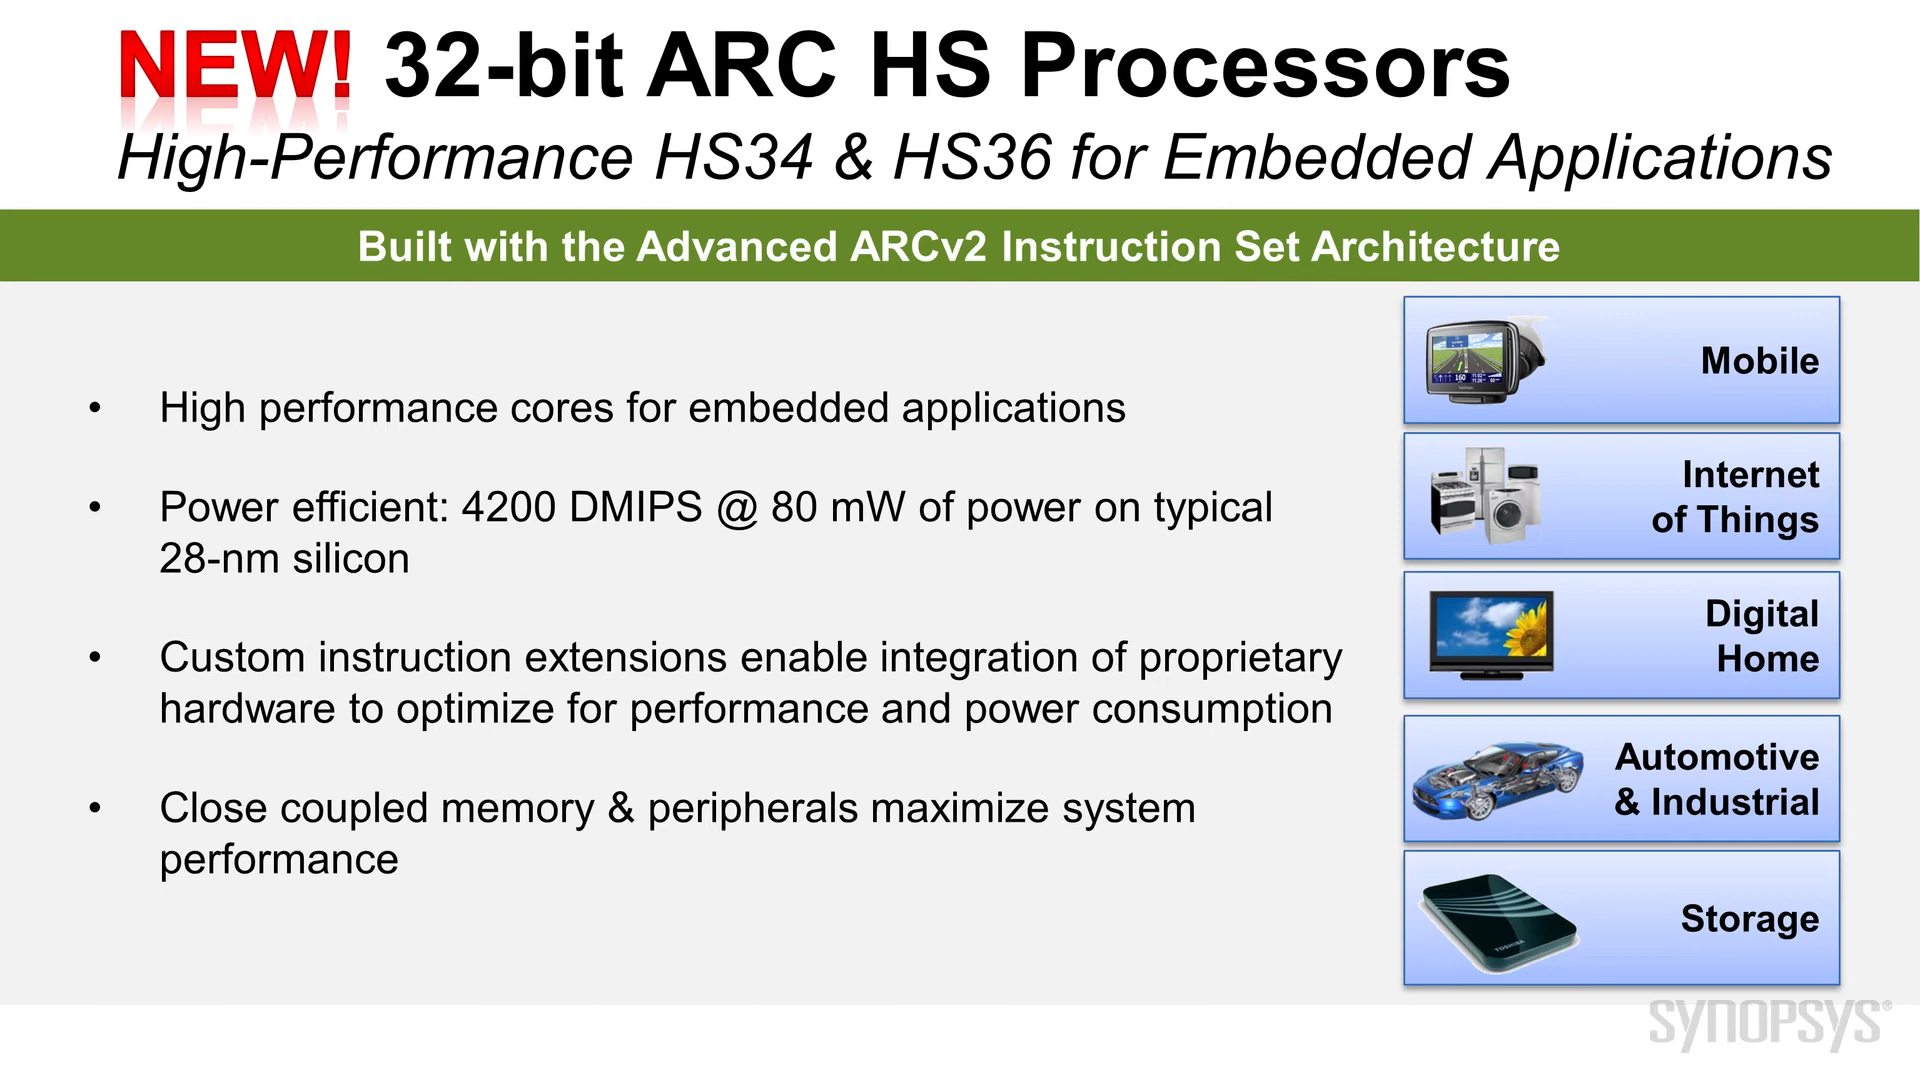 NEW! 32-bit ARC HS Processors
High-Performance HS34 & HS36 for Embedded Applications
Built with the Advanced ARCv2 Instruction Set Architecture
• High performance cores for embedded applications
• Power efficient: 4200 DMIPS @ 80 mW of power on typical
28-nm silicon
• Custom instruction extensions enable integration of proprietary
hardware to optimize for performance and power consumption
• Close coupled memory & peripherals maximize system
performance
Mobile
160
Internet
of Things
Digital
Home
Automotive
& Industrial
TOSHIBA
Storage
SYNOPSYS®